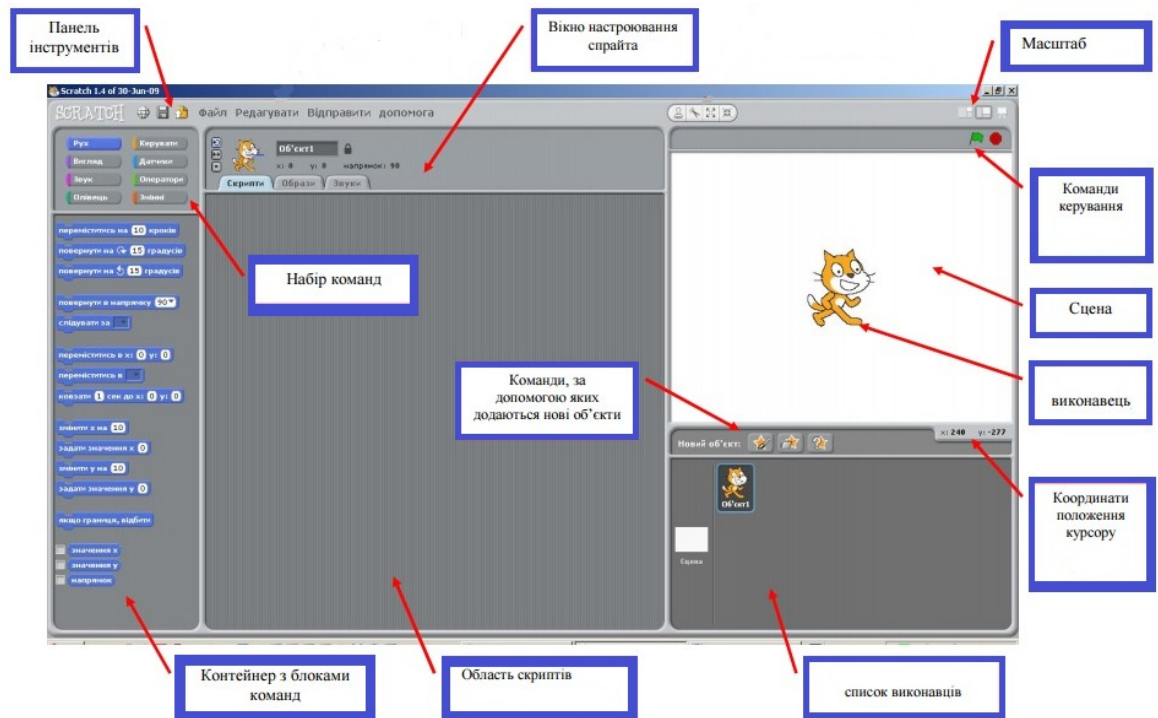 Панель
інструментів
Вікно настроювання
спрайта
Масштаб
Scratch 1.4 of 30-Jun-09
SCRATCH
Файл Редагувати Відправити допомога
Рух
Керувати
Вигляд
Датчики
Звук
Оператори
Олівець
Змінні
Об'єкт1
x: 0 y: 0 напрямок: 90
Скрипти
Образи
Звуки
Команди
керування
переміститись на 10 кроків
повернути на 15 градусів
повернути на 15 градусів
повернути в напрямку 90
слідувати за
переміститись в x: 0 y: 0
переміститись в
ковзати 1 сек до x: 0 y: 0
змінити x на 10
задати значення x 0
змінити y на 10
задати значення y 0
якщо границя, відбити
значення x
значення y
напрямок
Набір команд
Сцена
Команди, за
допомогою яких
додаються нові об’єкти
виконавець
Новий об'єкт:
x: 240 y: -277
Об'єкт1
Сцена
Координати
положення
курсору
Контейнер з блоками
команд
Область скриптів
список виконавців